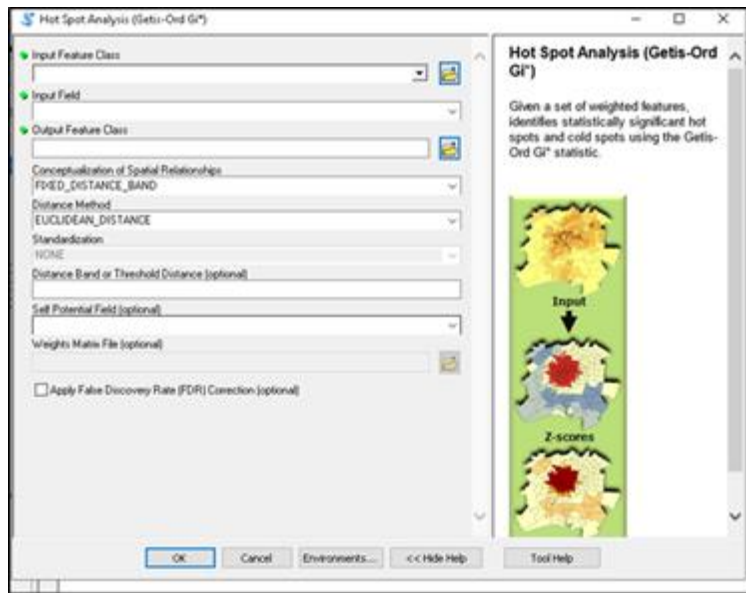 Hot Spot Analysis (Getis-Ord Gi*)
Input Feature Class
Input Field
Output Feature Class
Conceptualization of Spatial Relationships
FIXED_DISTANCE_BAND
Distance Method
EUCLIDEAN_DISTANCE
Standardization
NONE
Distance Band or Threshold Distance (optional)
Self Potential Field (optional)
Weights Matrix File (optional)
Apply False Discovery Rate (FDR) Correction (optional)
OK
Cancel
Environments...
<< Hide Help
Tool Help
Hot Spot Analysis (Getis-Ord
Gi*)
Given a set of weighted features,
identifies statistically significant hot
spots and cold spots using the Getis-
Ord Gi* statistic.
Input
Z-scores